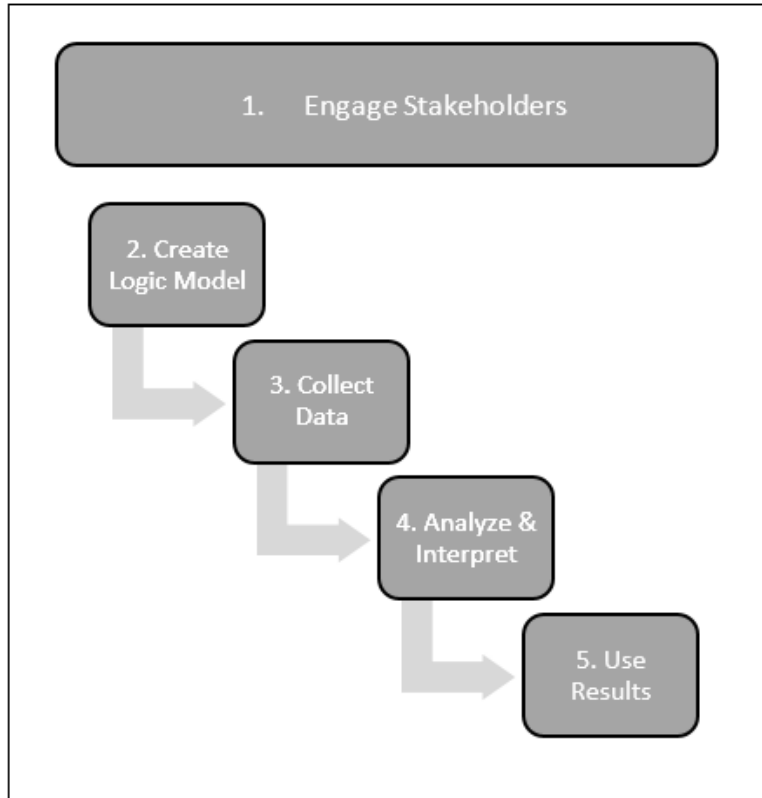 1. Engage Stakeholders
2. Create
Logic Model
3. Collect
Data
4. Analyze &
Interpret
5. Use
Results